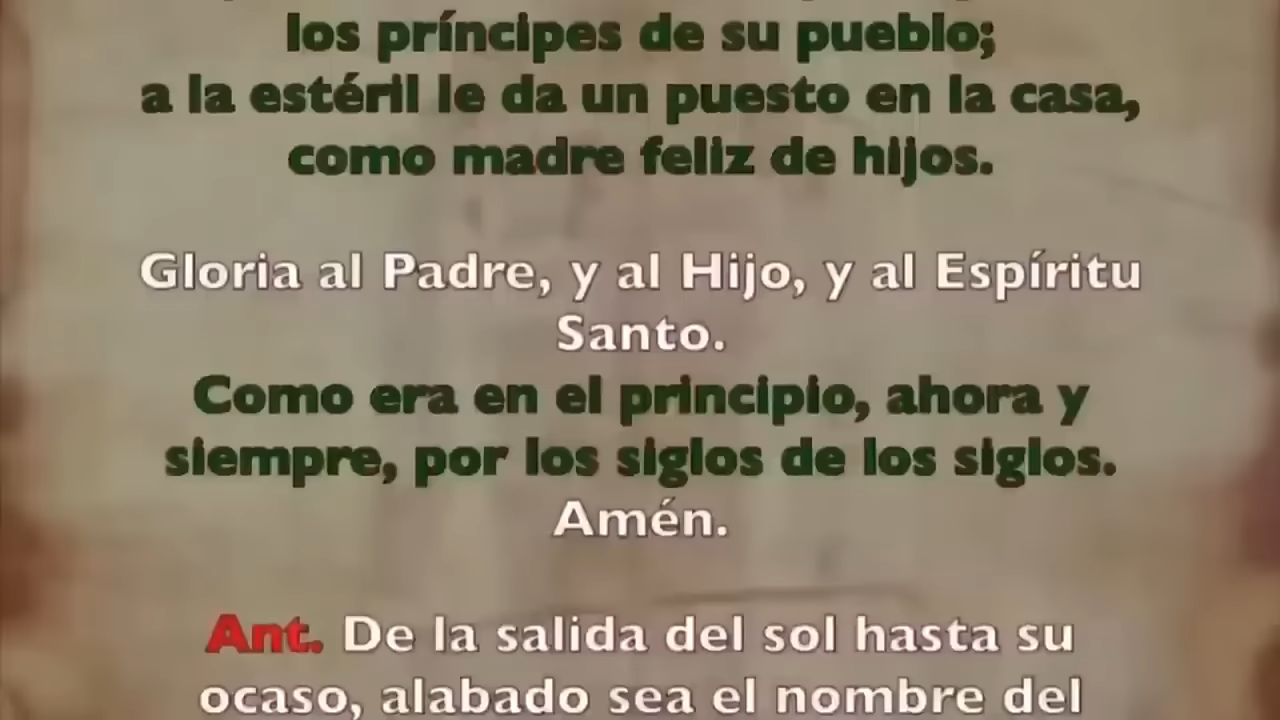 los príncipes de su pueblo;
a la estéril le da un puesto en la casa,
como madre feliz de hijos.
Gloria al Padre, y al Hijo, y al Espíritu
Santo.
Como era en el principio, ahora y
siempre, por los siglos de los siglos.
Amén.
Ant. De la salida del sol hasta su
ocaso, alabado sea el nombre del